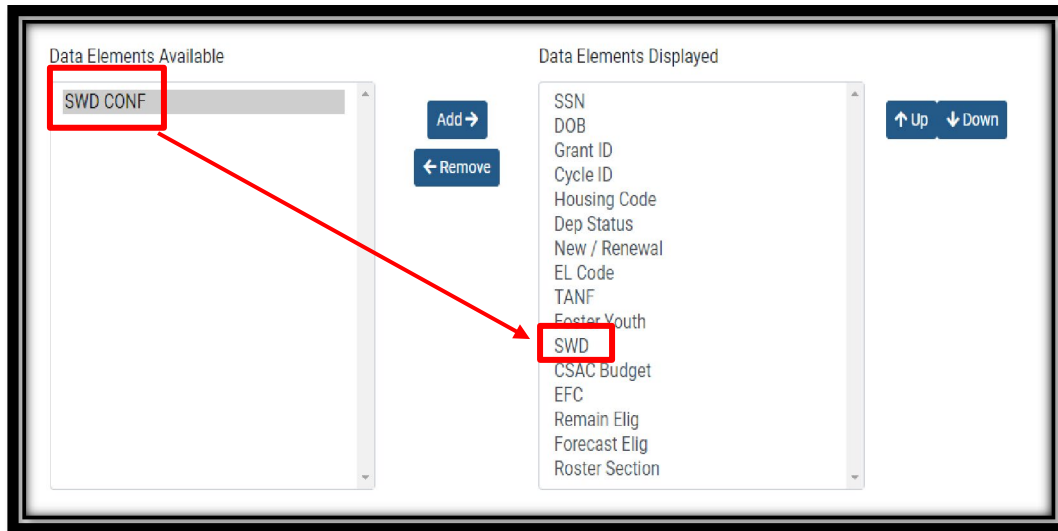 Data Elements Available
SWD CONF
Add →
← Remove
Data Elements Displayed
SSN
DOB
Grant ID
Cycle ID
Housing Code
Dep Status
New / Renewal
EL Code
TANF
Foster Youth
SWD
CSAC Budget
EFC
Remain Elig
Forecast Elig
Roster Section
↑ Up ↓ Down